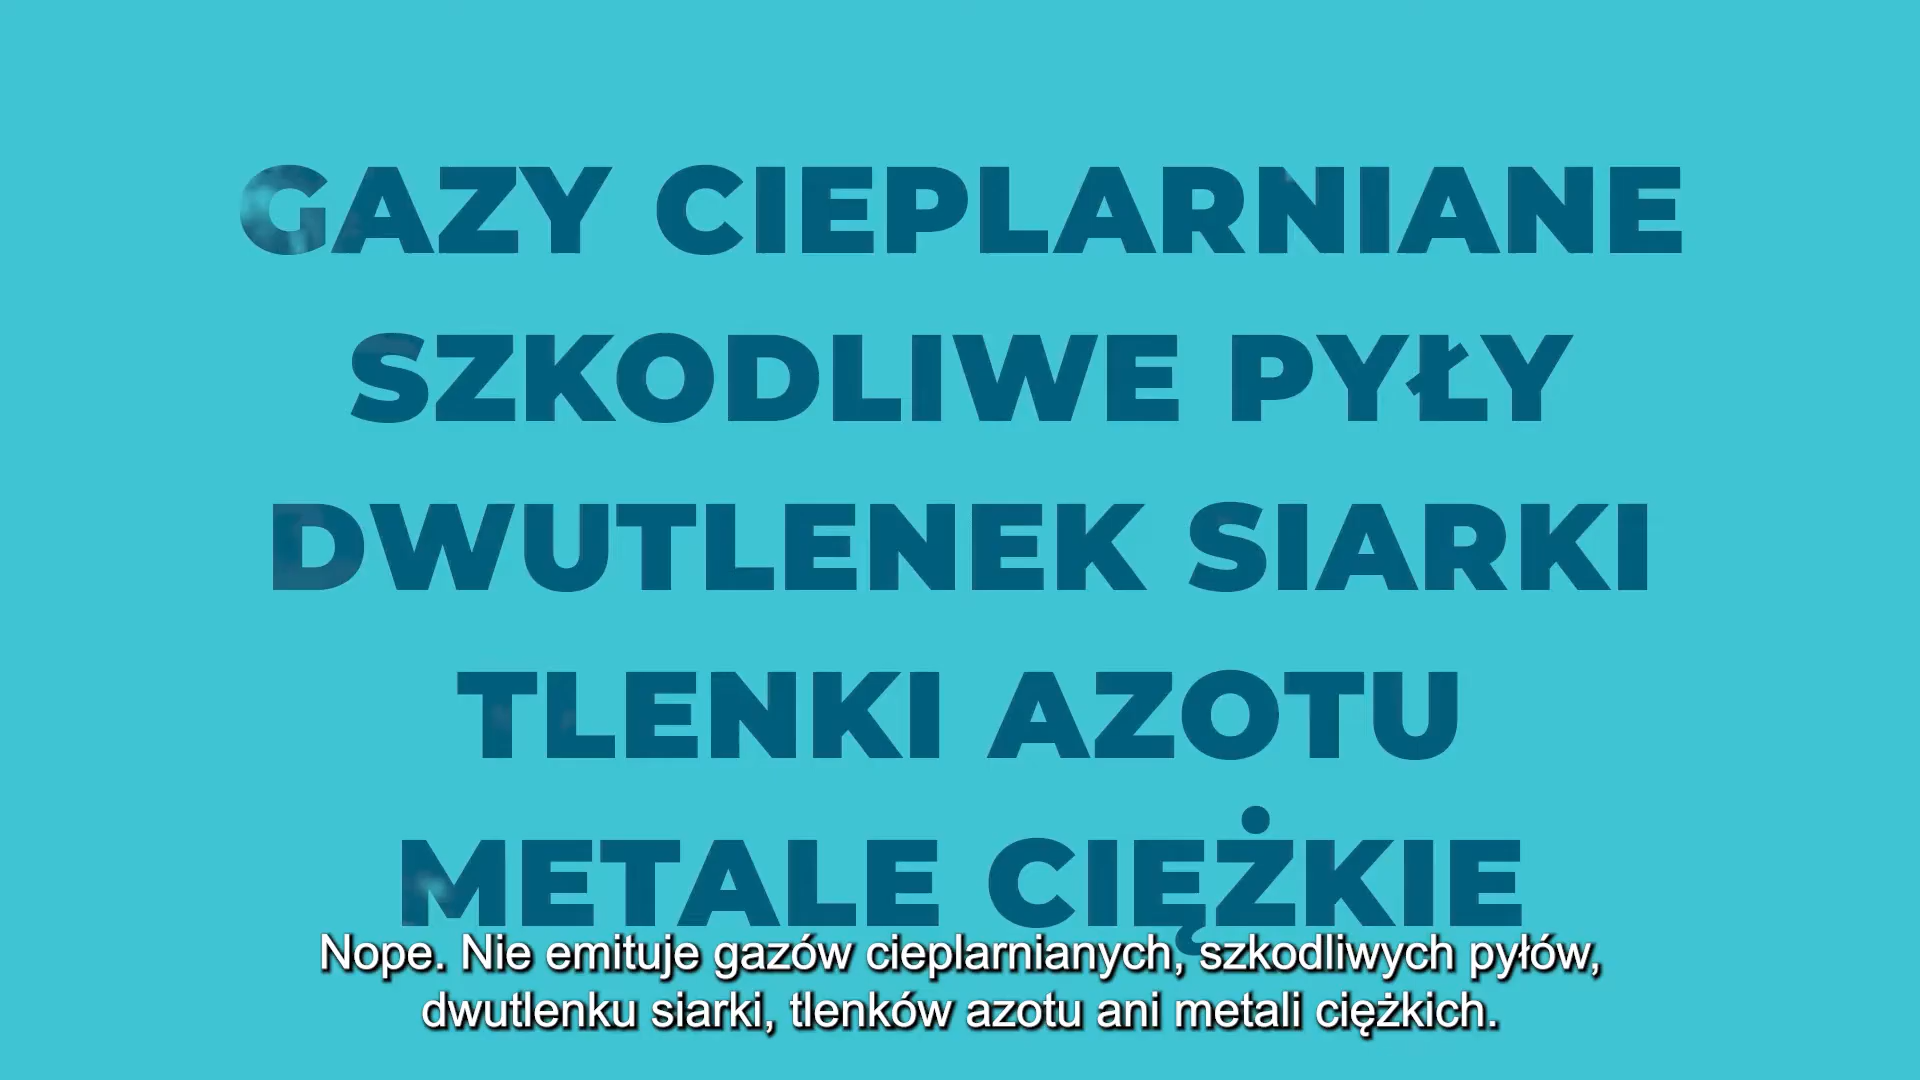 GAZY CIEPLARNIANE
SZKODLIWE PYŁY
DWUTLENEK SIARKI
TLENKI AZOTU
METALE CIĘŻKIE
Nope. Nie emituje gazów cieplarnianych, szkodliwych pyłów,
dwutlenku siarki, tlenków azotu ani metali ciężkich.